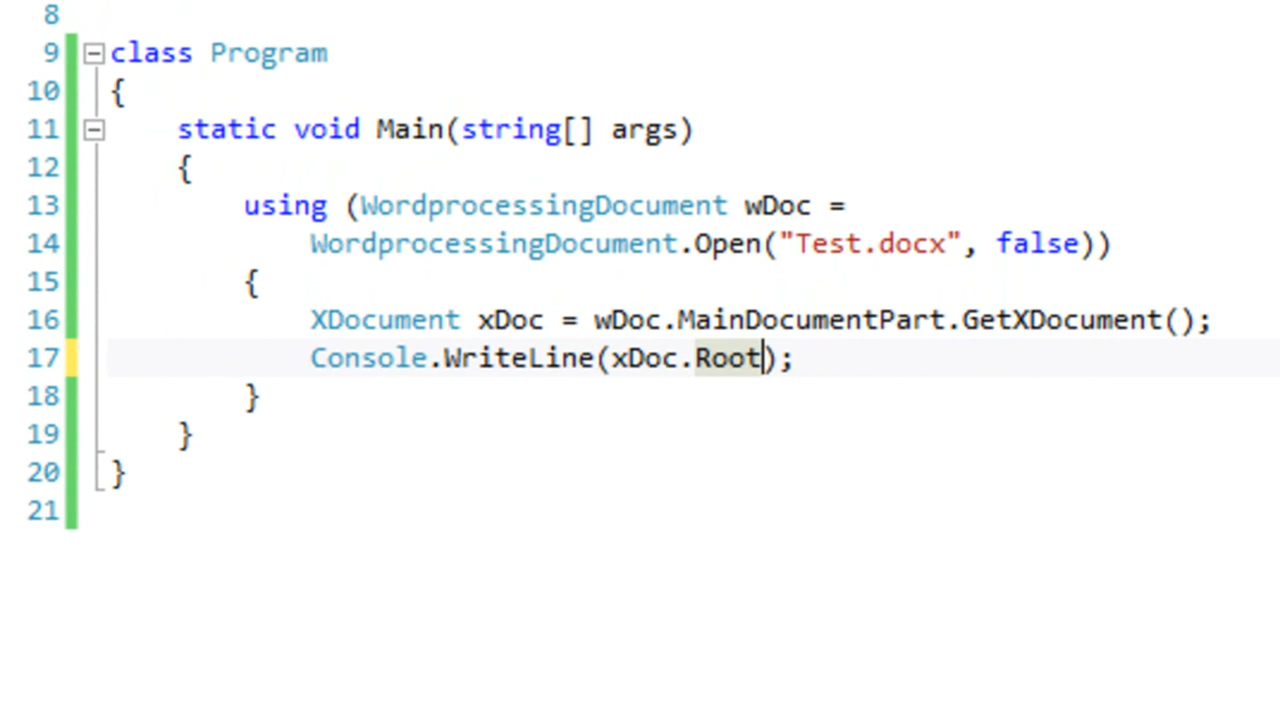 8
9 class Program
10 {
11     static void Main(string[] args)
12     {
13         using (WordprocessingDocument wDoc =
14             WordprocessingDocument.Open("Test.docx", false))
15         {
16             XDocument xDoc = wDoc.MainDocumentPart.GetXDocument();
17             Console.WriteLine(xDoc.Root);
18         }
19     }
20 }
21